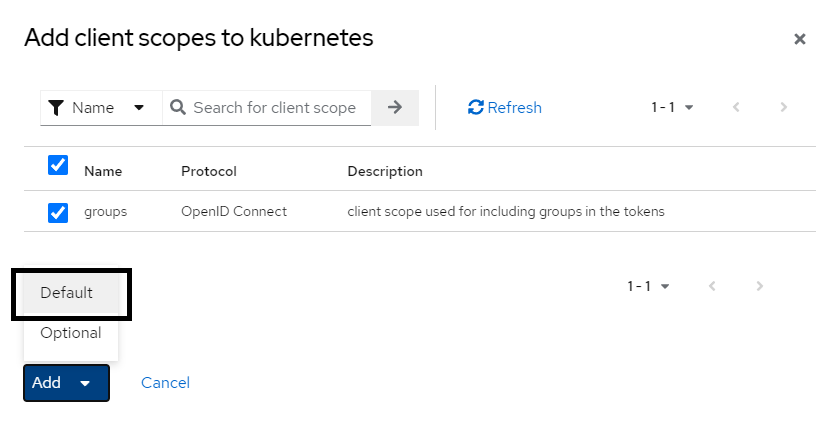 Add client scopes to kubernetes
Name
Search for client scope
Refresh
1 - 1
Name Protocol Description
groups OpenID Connect client scope used for including groups in the tokens
Default
1 - 1
Optional
Add
Cancel